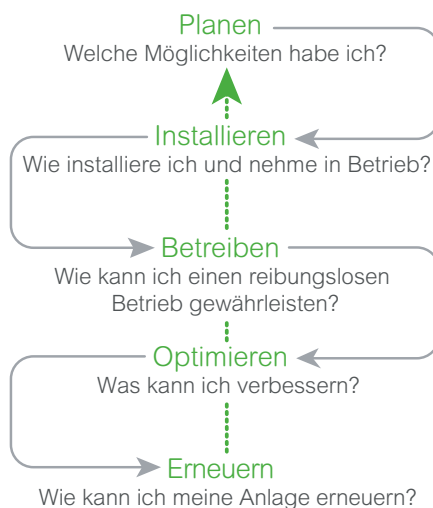 Planen
Welche Möglichkeiten habe ich?
Installieren
Wie installiere ich und nehme in Betrieb?
Betreiben
Wie kann ich einen reibungslosen
Betrieb gewährleisten?
Optimieren
Was kann ich verbessern?
Erneuern
Wie kann ich meine Anlage erneuern?